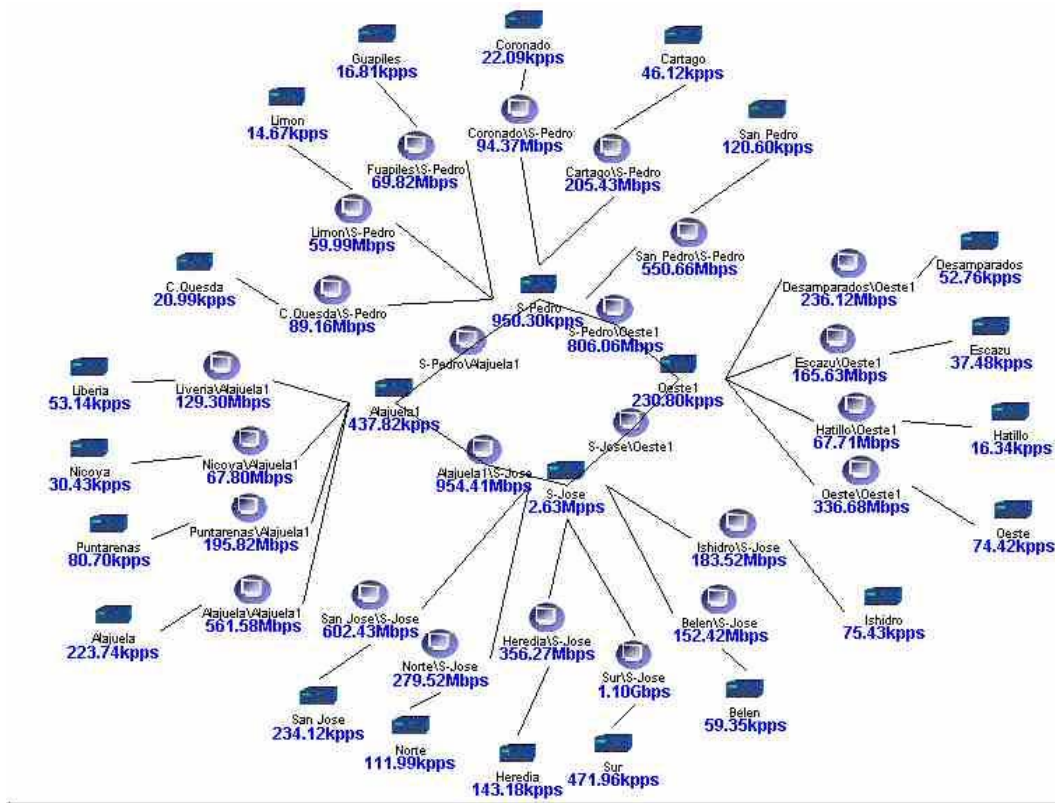 Coronado
22.09kpps
Guapiles
16.81kpps
Cartago
46.12kpps
Limon
14.67kpps
San Pedro
120.60kpps
Coronado\S-Pedro
94.37Mbps
Fuapiles\S-Pedro
69.82Mbps
Cartago\S-Pedro
205.43Mbps
Limon\S-Pedro
59.99Mbps
San Pedro\S-Pedro
550.66Mbps
C.Quesda
20.99kpps
C.Quesda\S-Pedro
89.16Mbps
Desamparados
52.76kpps
Desamparados\Oeste1
236.12Mbps
S-Pedro
950.30kpps
S-Pedro\Oeste1
806.06Mbps
S-Pedro\Alajuela1
Escazu
37.48kpps
Escazu\Oeste1
165.63Mbps
Liberia
53.14kpps
Liveria\Alajuela1
129.30Mbps
Alajuela1
437.82kpps
Oeste1
230.80kpps
Hatillo
16.34kpps
Hatillo\Oeste1
67.71Mbps
S-Jose\Oeste1
Nicoya
30.43kpps
Nicoya\Alajuela1
67.80Mbps
Alajuela1\S-Jose
954.41Mbps
S-Jose
2.63Mpps
Oeste\Oeste1
336.68Mbps
Oeste
74.42kpps
Puntarenas
80.70kpps
Puntarenas\Alajuela1
195.82Mbps
Ishidro\S-Jose
183.52Mbps
Alajuela
223.74kpps
Alajuela\Alajuela1
561.58Mbps
San Jose\S-Jose
602.43Mbps
Heredia\S-Jose
356.27Mbps
Belen\S-Jose
152.42Mbps
Ishidro
75.43kpps
Norte\S-Jose
279.52Mbps
Sur\S-Jose
1.10Gbps
San Jose
234.12kpps
Belen
59.35kpps
Norte
111.99kpps
Heredia
143.18kpps
Sur
471.96kpps